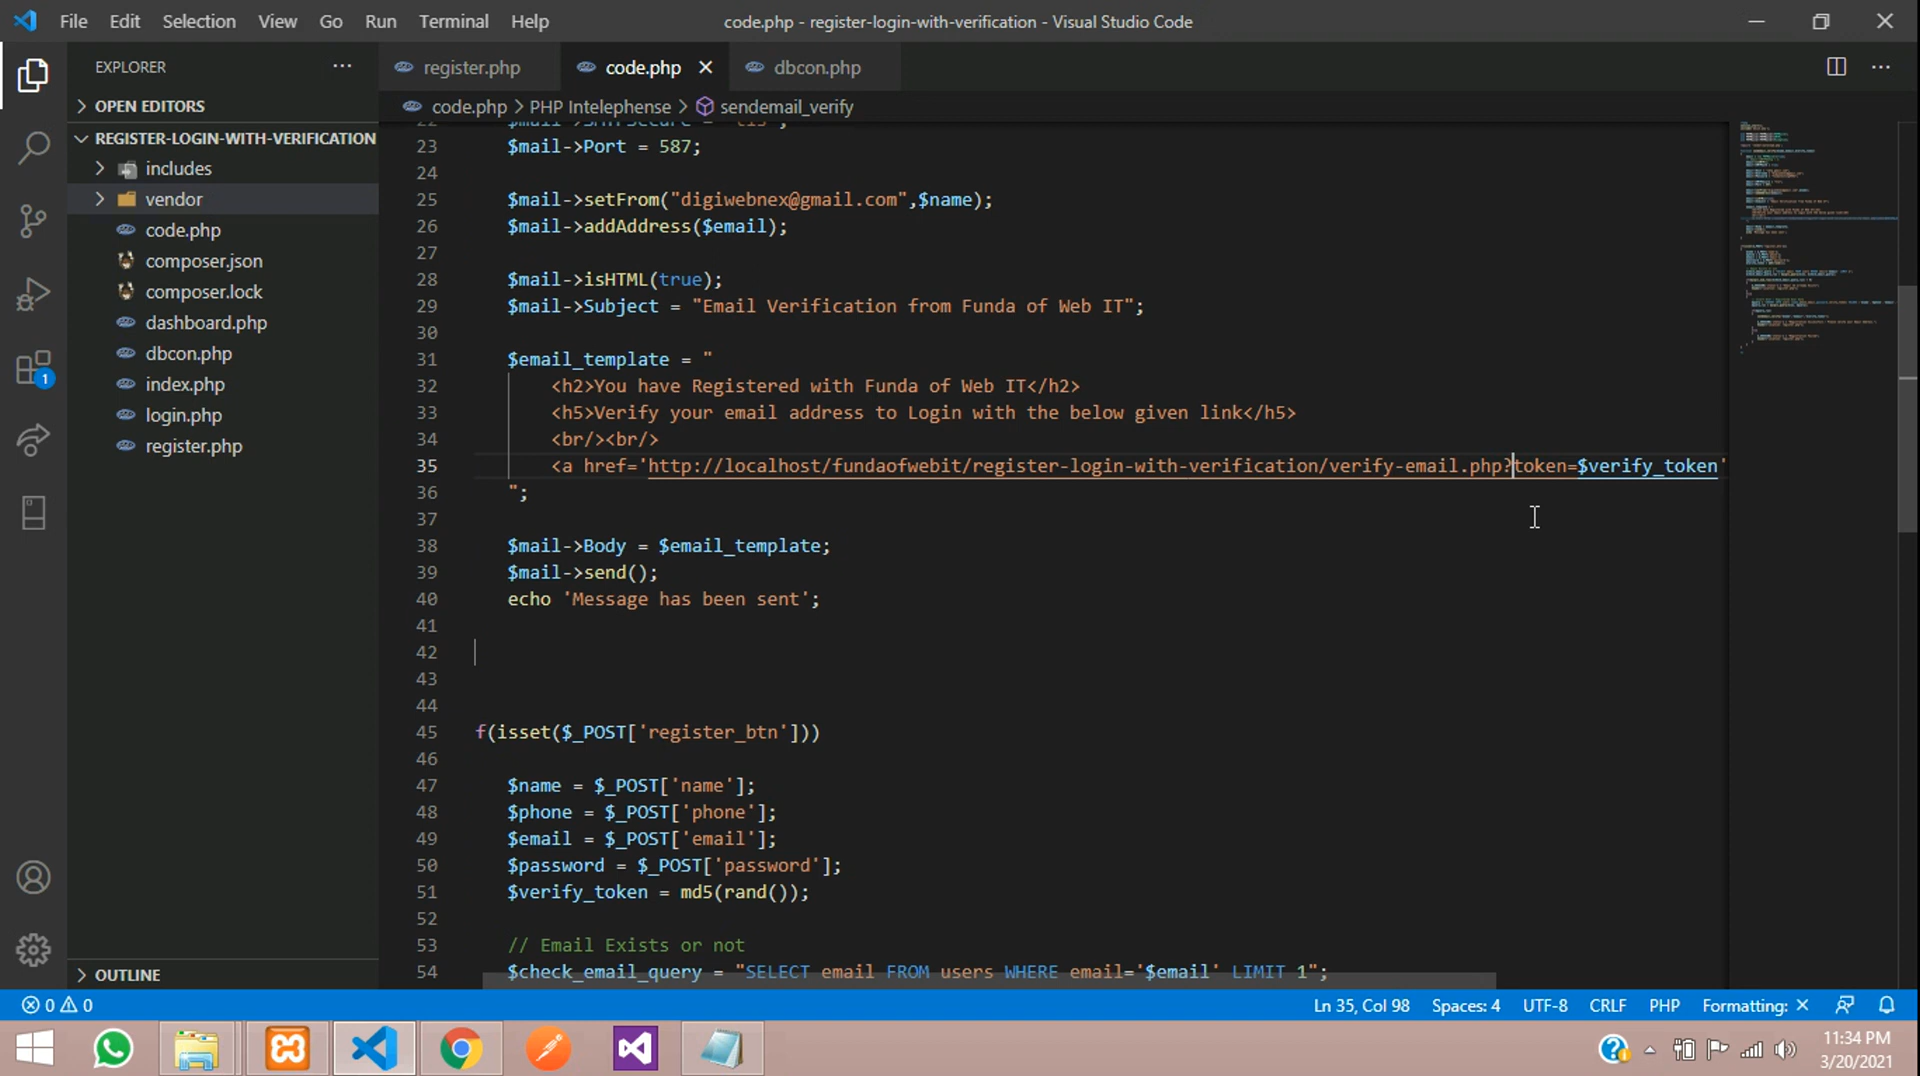 File Edit Selection View Go Run Terminal Help code.php - register-login-with-verification - Visual Studio Code
EXPLORER ...
register.php code.php dbcon.php
OPEN EDITORS
code.php > PHP Intelephense > sendemail_verify
REGISTER-LOGIN-WITH-VERIFICATION
includes
vendor
code.php
composer.json
composer.lock
dashboard.php
dbcon.php
index.php
login.php
register.php
OUTLINE
1
23 $mail->Port = 587;
24
25 $mail->setFrom("digiwebnex@gmail.com",$name);
26 $mail->addAddress($email);
27
28 $mail->isHTML(true);
29 $mail->Subject = "Email Verification from Funda of Web IT";
30
31 $email_template = "
32 <h2>You have Registered with Funda of Web IT</h2>
33 <h5>Verify your email address to Login with the below given link</h5>
34 <br/><br/>
35 <a href='http://localhost/fundaofwebit/register-login-with-verification/verify-email.php?token=$verify_token'
36 ";
37
38 $mail->Body = $email_template;
39 $mail->send();
40 echo 'Message has been sent';
41
42
43
44
45 f(isset($_POST['register_btn']))
46
47 $name = $_POST['name'];
48 $phone = $_POST['phone'];
49 $email = $_POST['email'];
50 $password = $_POST['password'];
51 $verify_token = md5(rand());
52
53 // Email Exists or not
54 $check_email_query = "SELECT email FROM users WHERE email='$email' LIMIT 1";
0 0 Ln 35, Col 98 Spaces: 4 UTF-8 CRLF PHP Formatting: ×
11:34 PM
3/20/2021